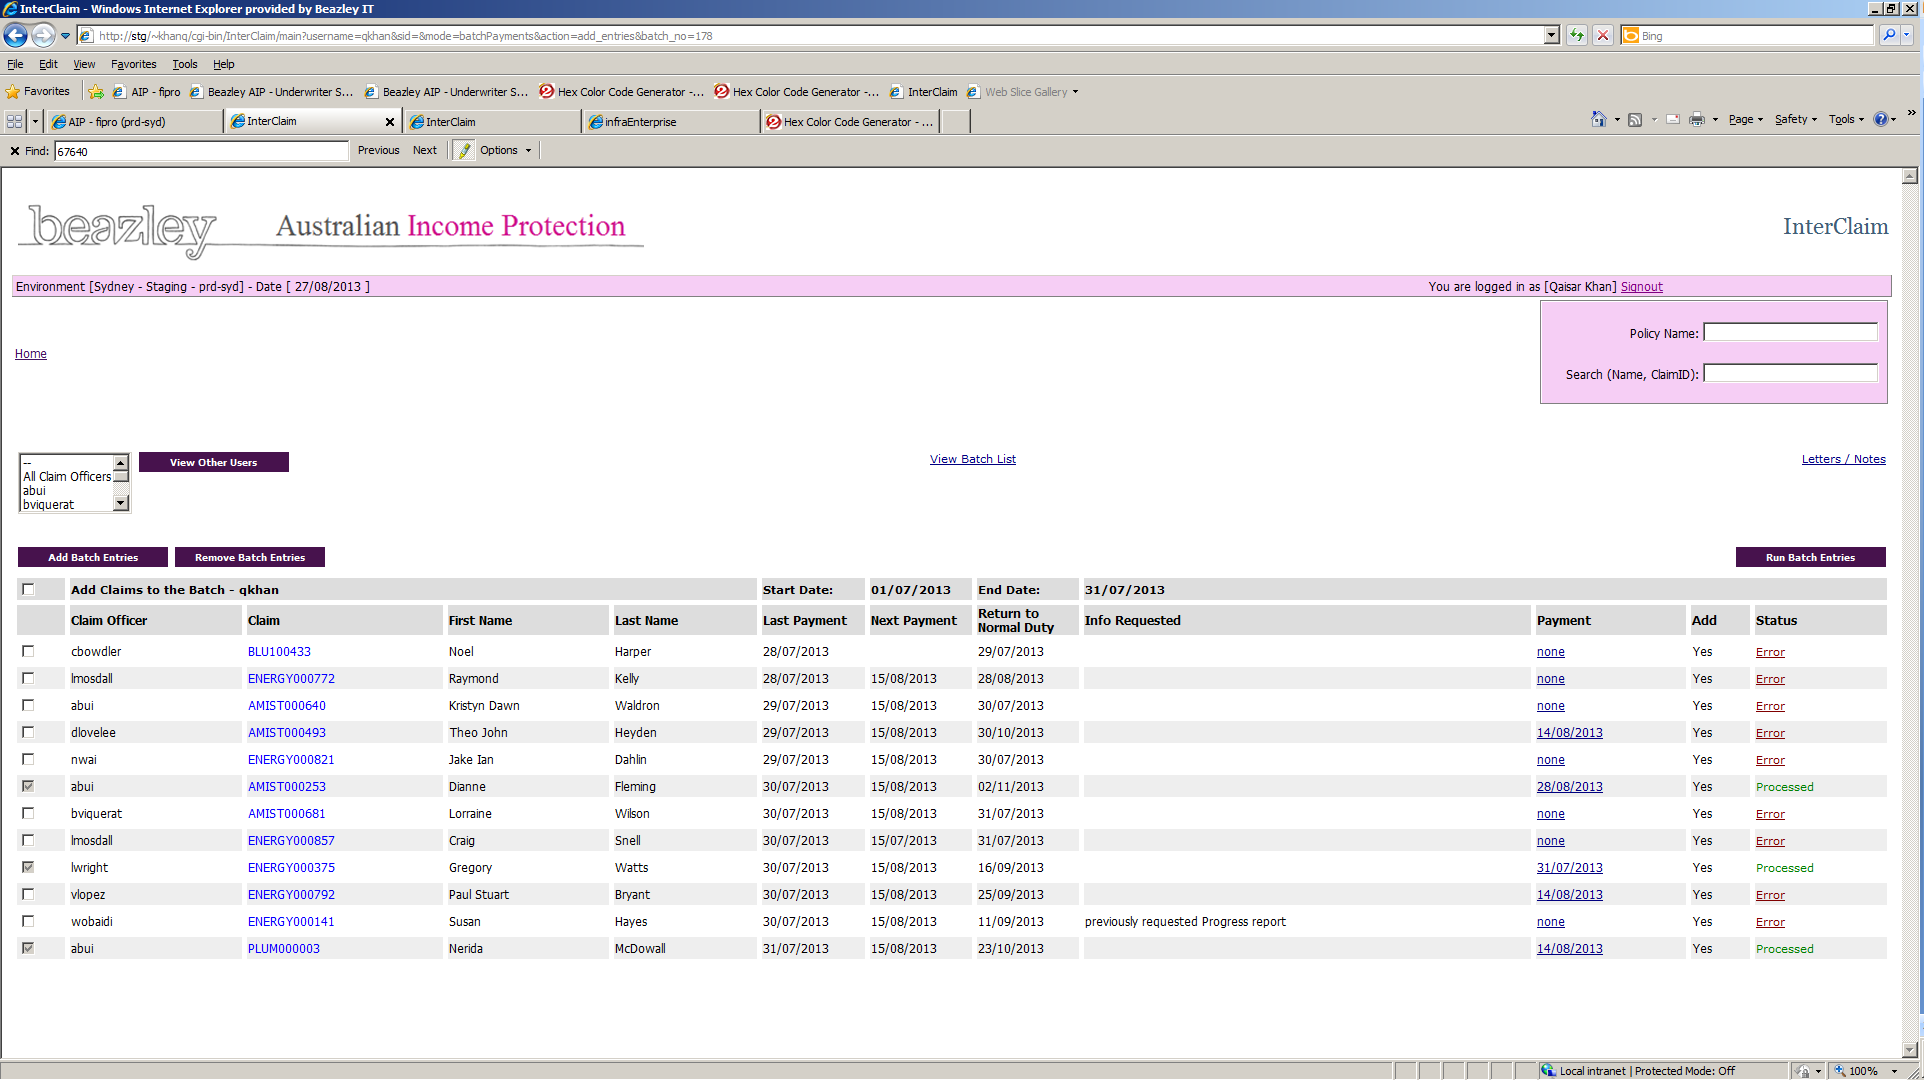 InterClaim - Windows Internet Explorer provided by Beazley IT
http://stg/~khanq/cgi-bin/InterClaim/main?username=qkhan&sid=&mode=batchPayments&action=add_entries&batch_no=178
Bing
File Edit View Favorites Tools Help
Favorites AIP - fipro Beazley AIP - Underwriter S... Beazley AIP - Underwriter S... Hex Color Code Generator -... Hex Color Code Generator -... InterClaim Web Slice Gallery
AIP - fipro (prd-syd) InterClaim InterClaim infraEnterprise Hex Color Code Generator - ... Page Safety Tools
Find: 67640 Previous Next Options
beazley Australian Income Protection InterClaim
Environment [Sydney - Staging - prd-syd] - Date [ 27/08/2013 ] You are logged in as [Qaisar Khan] Signout
Policy Name:
Home
Search (Name, ClaimID):
--
All Claim Officers
abui
bviquerat
View Other Users View Batch List Letters / Notes
Add Batch Entries Remove Batch Entries Run Batch Entries
Add Claims to the Batch - qkhan Start Date: 01/07/2013 End Date: 31/07/2013
Claim Officer Claim First Name Last Name Last Payment Next Payment Return to Normal Duty Info Requested Payment Add Status
cbowdler BLU100433 Noel Harper 28/07/2013 29/07/2013 none Yes Error
lmosdall ENERGY000772 Raymond Kelly 28/07/2013 15/08/2013 28/08/2013 none Yes Error
abui AMIST000640 Kristyn Dawn Waldron 29/07/2013 15/08/2013 30/07/2013 none Yes Error
dlovelee AMIST000493 Theo John Heyden 29/07/2013 15/08/2013 30/10/2013 14/08/2013 Yes Error
nwai ENERGY000821 Jake Ian Dahlin 29/07/2013 15/08/2013 30/07/2013 none Yes Error
abui AMIST000253 Dianne Fleming 30/07/2013 15/08/2013 02/11/2013 28/08/2013 Yes Processed
bviquerat AMIST000681 Lorraine Wilson 30/07/2013 15/08/2013 31/07/2013 none Yes Error
lmosdall ENERGY000857 Craig Snell 30/07/2013 15/07/2013 31/07/2013 none Yes Error
lwright ENERGY000375 Gregory Watts 30/07/2013 15/08/2013 16/09/2013 31/07/2013 Yes Processed
vlopez ENERGY000792 Paul Stuart Bryant 30/07/2013 15/08/2013 25/09/2013 14/08/2013 Yes Error
wobaidi ENERGY000141 Susan Hayes 30/07/2013 15/08/2013 11/09/2013 previously requested Progress report none Yes Error
abui PLUM000003 Nerida McDowall 31/07/2013 15/08/2013 23/10/2013 14/08/2013 Yes Processed
Local intranet | Protected Mode: Off 100%